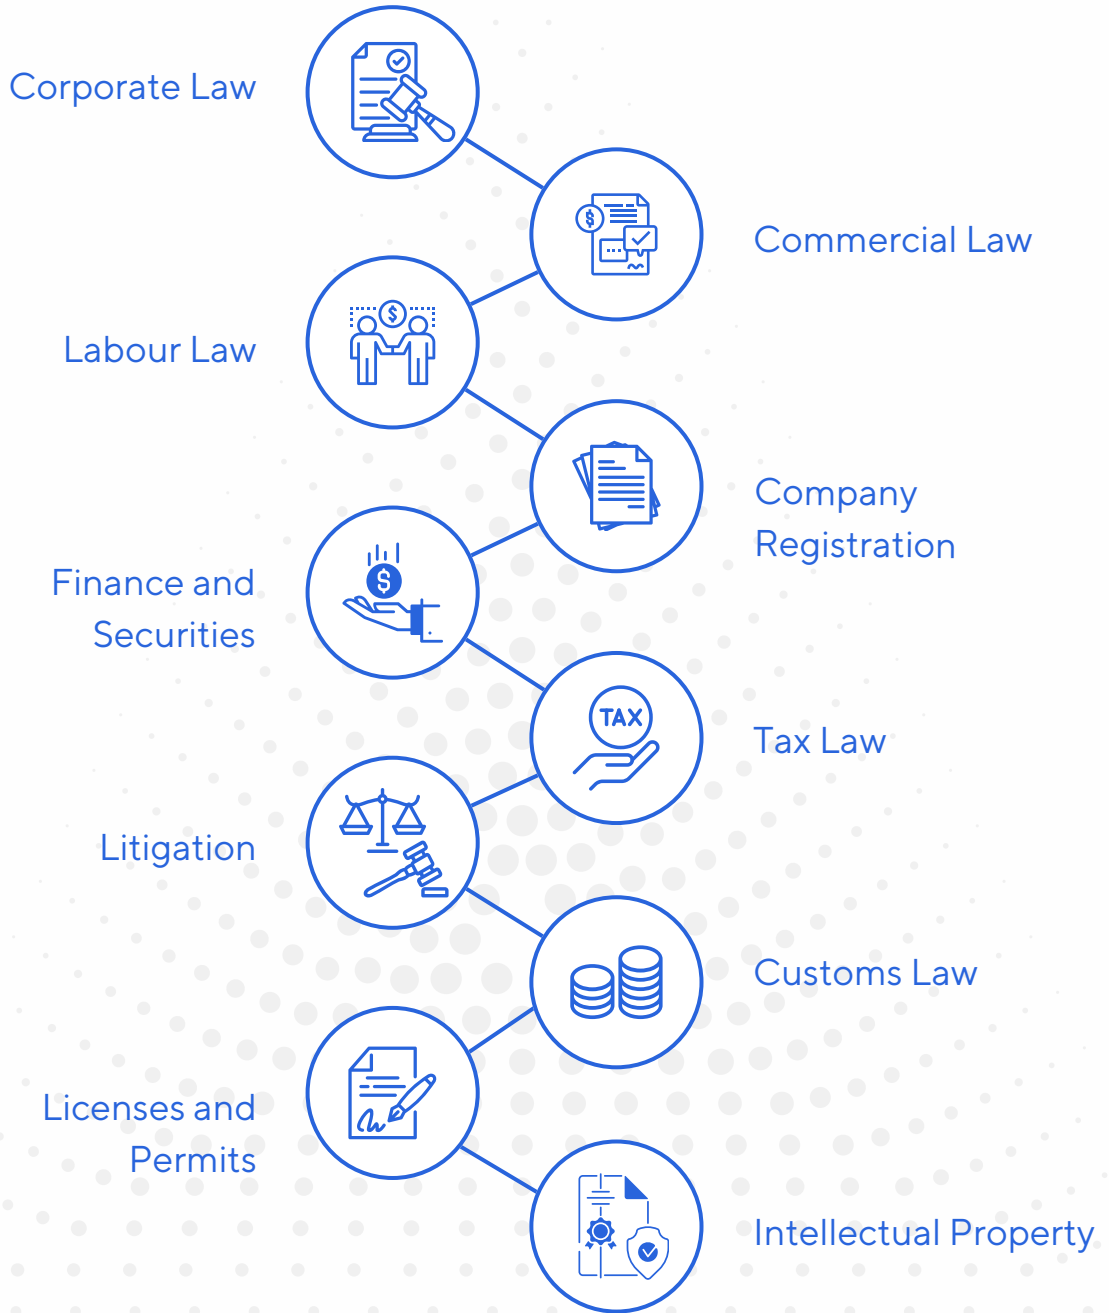 Corporate Law
$
Commercial Law
$
Labour Law
Company
Registration
$
Finance and
Securities
TAX
Tax Law
Litigation
Customs Law
Licenses and
Permits
Intellectual Property